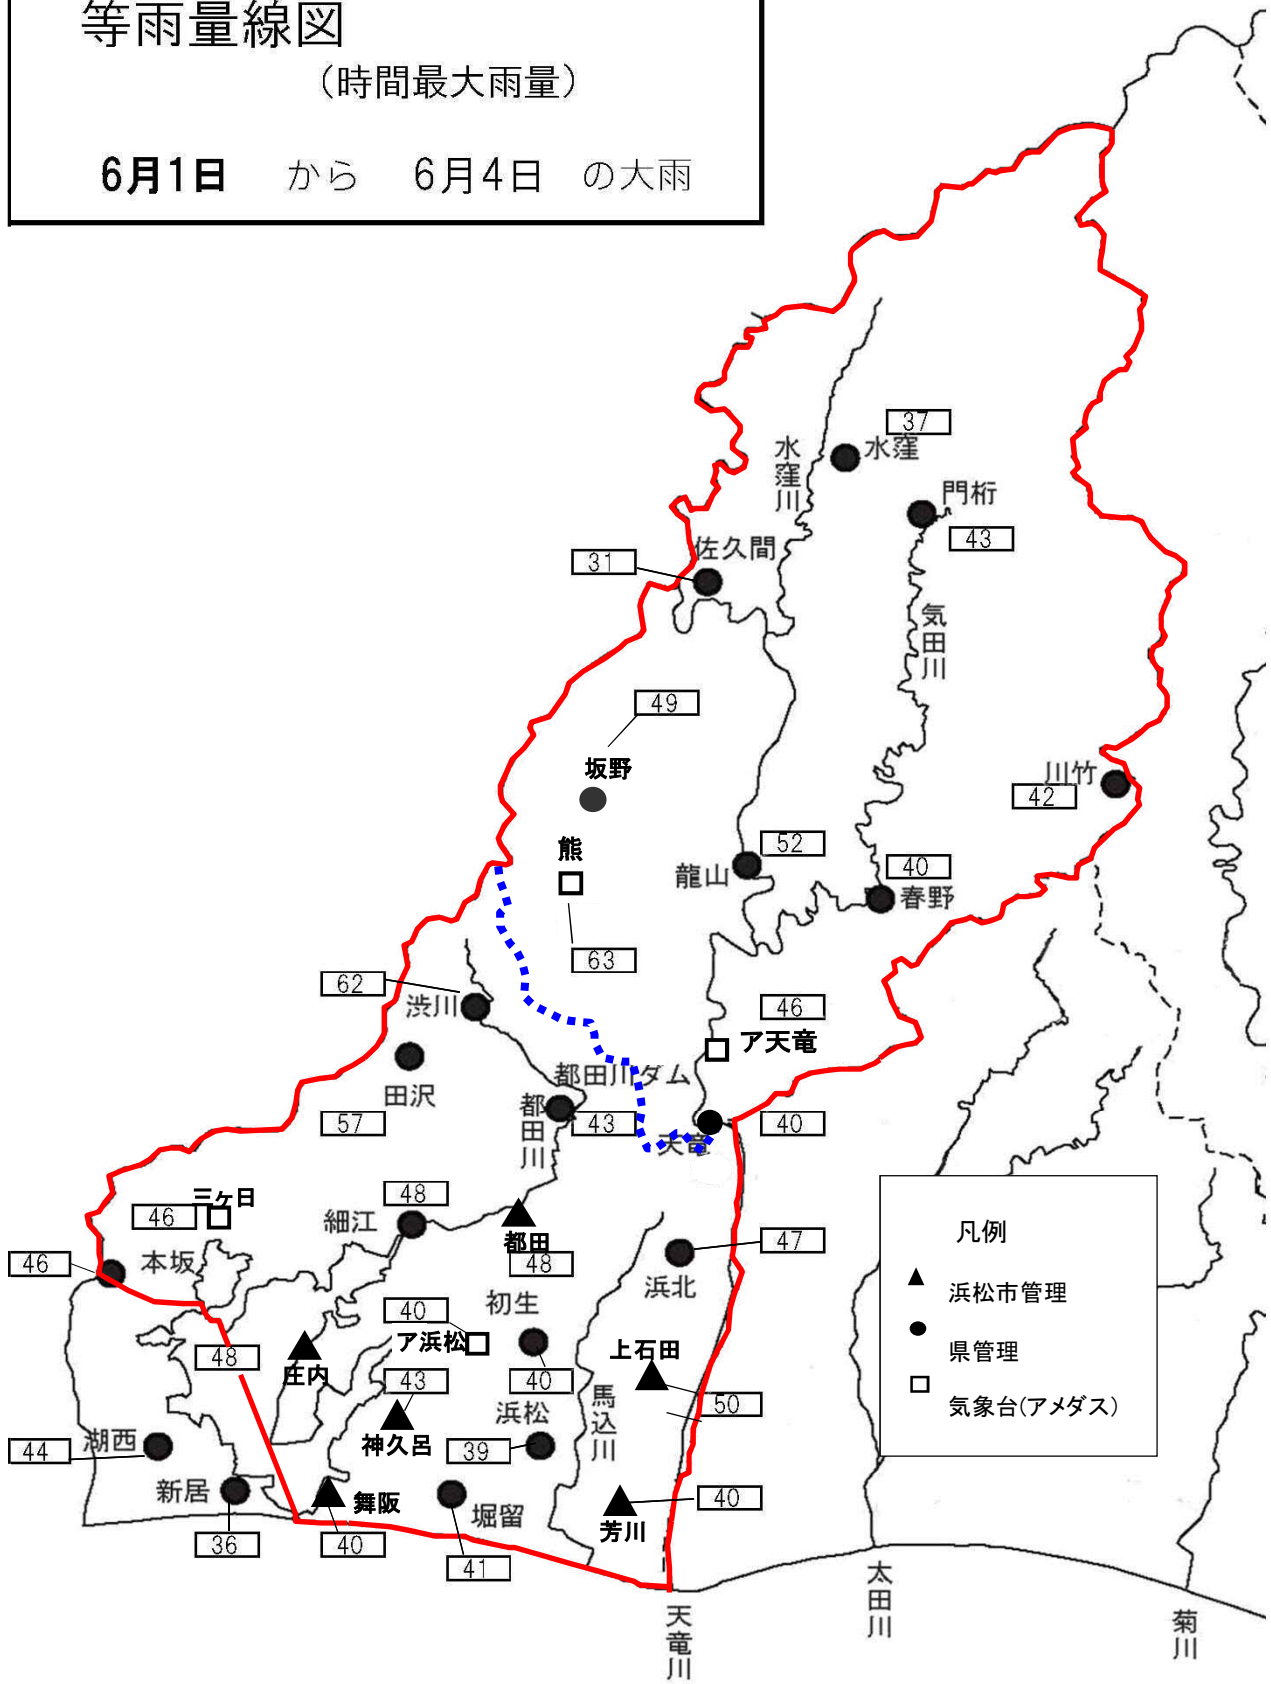 等雨量線図
（時間最大雨量）
6月1日 から 6月4日 の大雨
37
水窪
水窪川
門桁
43
佐久間
31
気田川
49
坂野
川竹
42
熊
52
龍山
40
春野
63
62
渋川
46
ア天竜
田沢
都田川ダム
57
都田川
43
天竜
40
三ケ日
46
細江
48
都田
48
47
浜北
46
本坂
初生
40
ア浜松
40
上石田
50
48
庄内
43
神久呂
浜松
39
馬込川
44
湖西
新居
36
舞阪
40
堀留
41
芳川
40
凡例
浜松市管理
県管理
気象台(アメダス)
天竜川
太田川
菊川